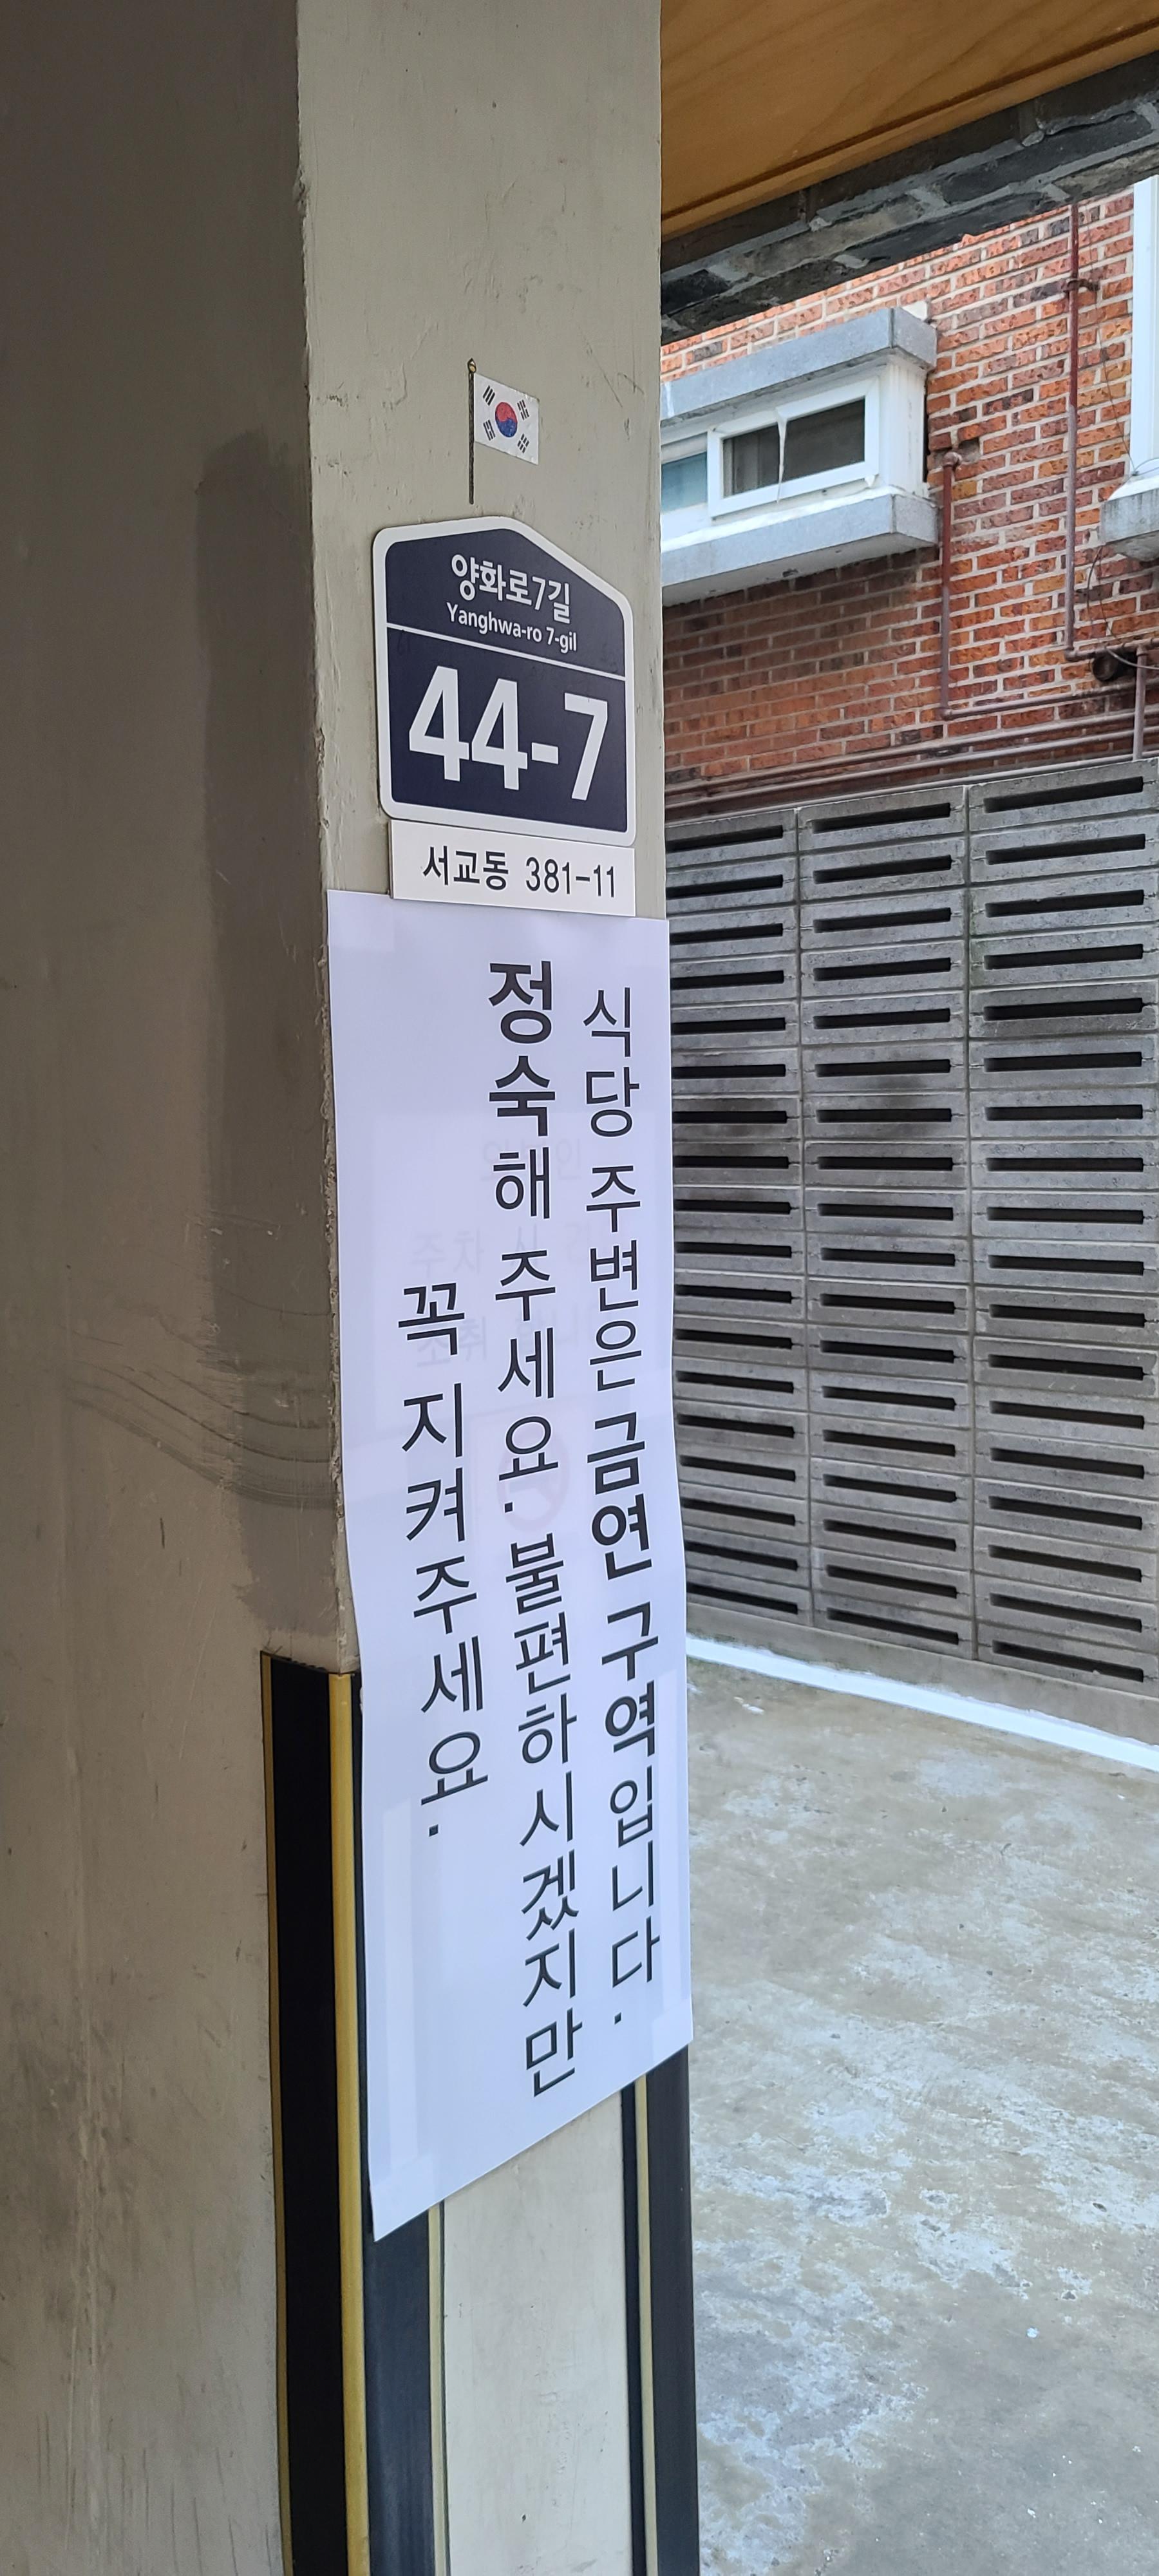 양화로7길
Yanghwa-ro 7-gil
44-7
서교동 381-11
식당 주변은 금연 구역입니다.
정숙해 주세요. 불편하시겠지만
꼭 지켜주세요.